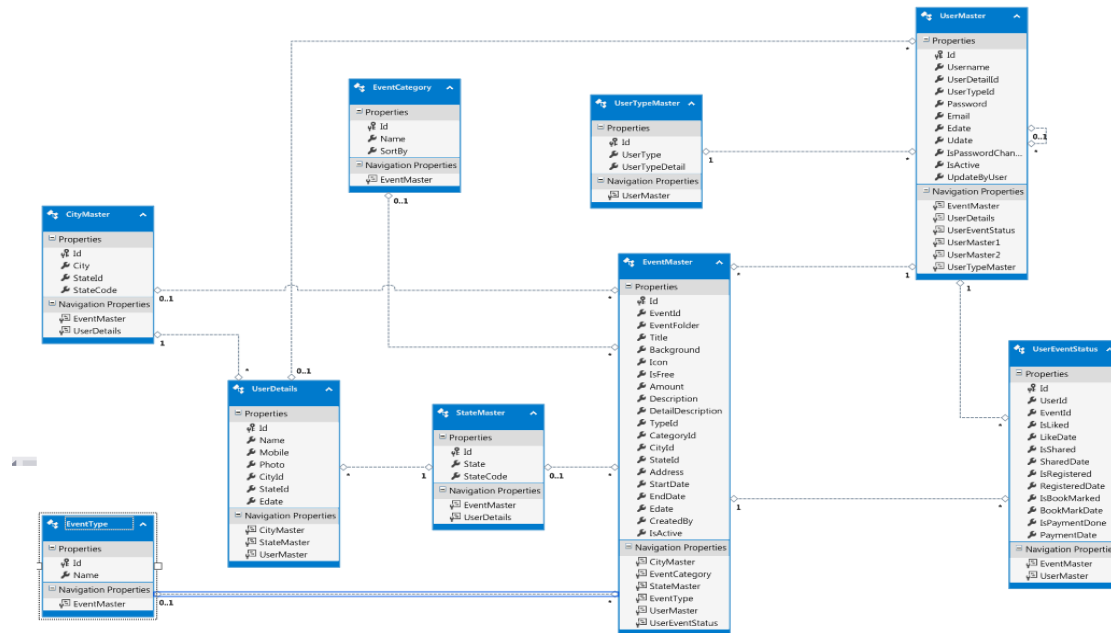 UserMaster
Properties
Id
Username
UserDetailId
UserTypeId
Password
Email
Edate
Udate
IsPasswordChan...
IsActive
UpdateByUser
Navigation Properties
EventMaster
UserDetails
UserEventStatus
UserMaster1
UserMaster2
UserTypeMaster
*
0..1
*
*
1
1
EventCategory
Properties
Id
Name
SortBy
Navigation Properties
EventMaster
0..1
UserTypeMaster
Properties
Id
UserType
UserTypeDetail
Navigation Properties
UserMaster
1
CityMaster
Properties
Id
City
StateId
StateCode
Navigation Properties
EventMaster
UserDetails
0..1
1
EventMaster
Properties
Id
EventId
EventFolder
Title
Background
Icon
IsFree
Amount
Description
DetailDescription
TypeId
CategoryId
CityId
StateId
Address
StartDate
EndDate
Edate
CreatedBy
IsActive
Navigation Properties
CityMaster
EventCategory
StateMaster
EventType
UserMaster
UserEventStatus
*
*
*
*
*
1
UserEventStatus
Properties
Id
UserId
EventId
IsLiked
LikeDate
IsShared
SharedDate
IsRegistered
RegisteredDate
IsBookMarked
BookMarkDate
IsPaymentDone
PaymentDate
Navigation Propertie
EventMaster
UserMaster
*
*
UserDetails
Properties
Id
Name
Mobile
Photo
CityId
StateId
Edate
Navigation Properties
CityMaster
StateMaster
UserMaster
*
0..1
*
StateMaster
Properties
Id
State
StateCode
Navigation Properties
EventMaster
UserDetails
1
0..1
EventType
Properties
Id
Name
Navigation Properties
EventMaster
0..1